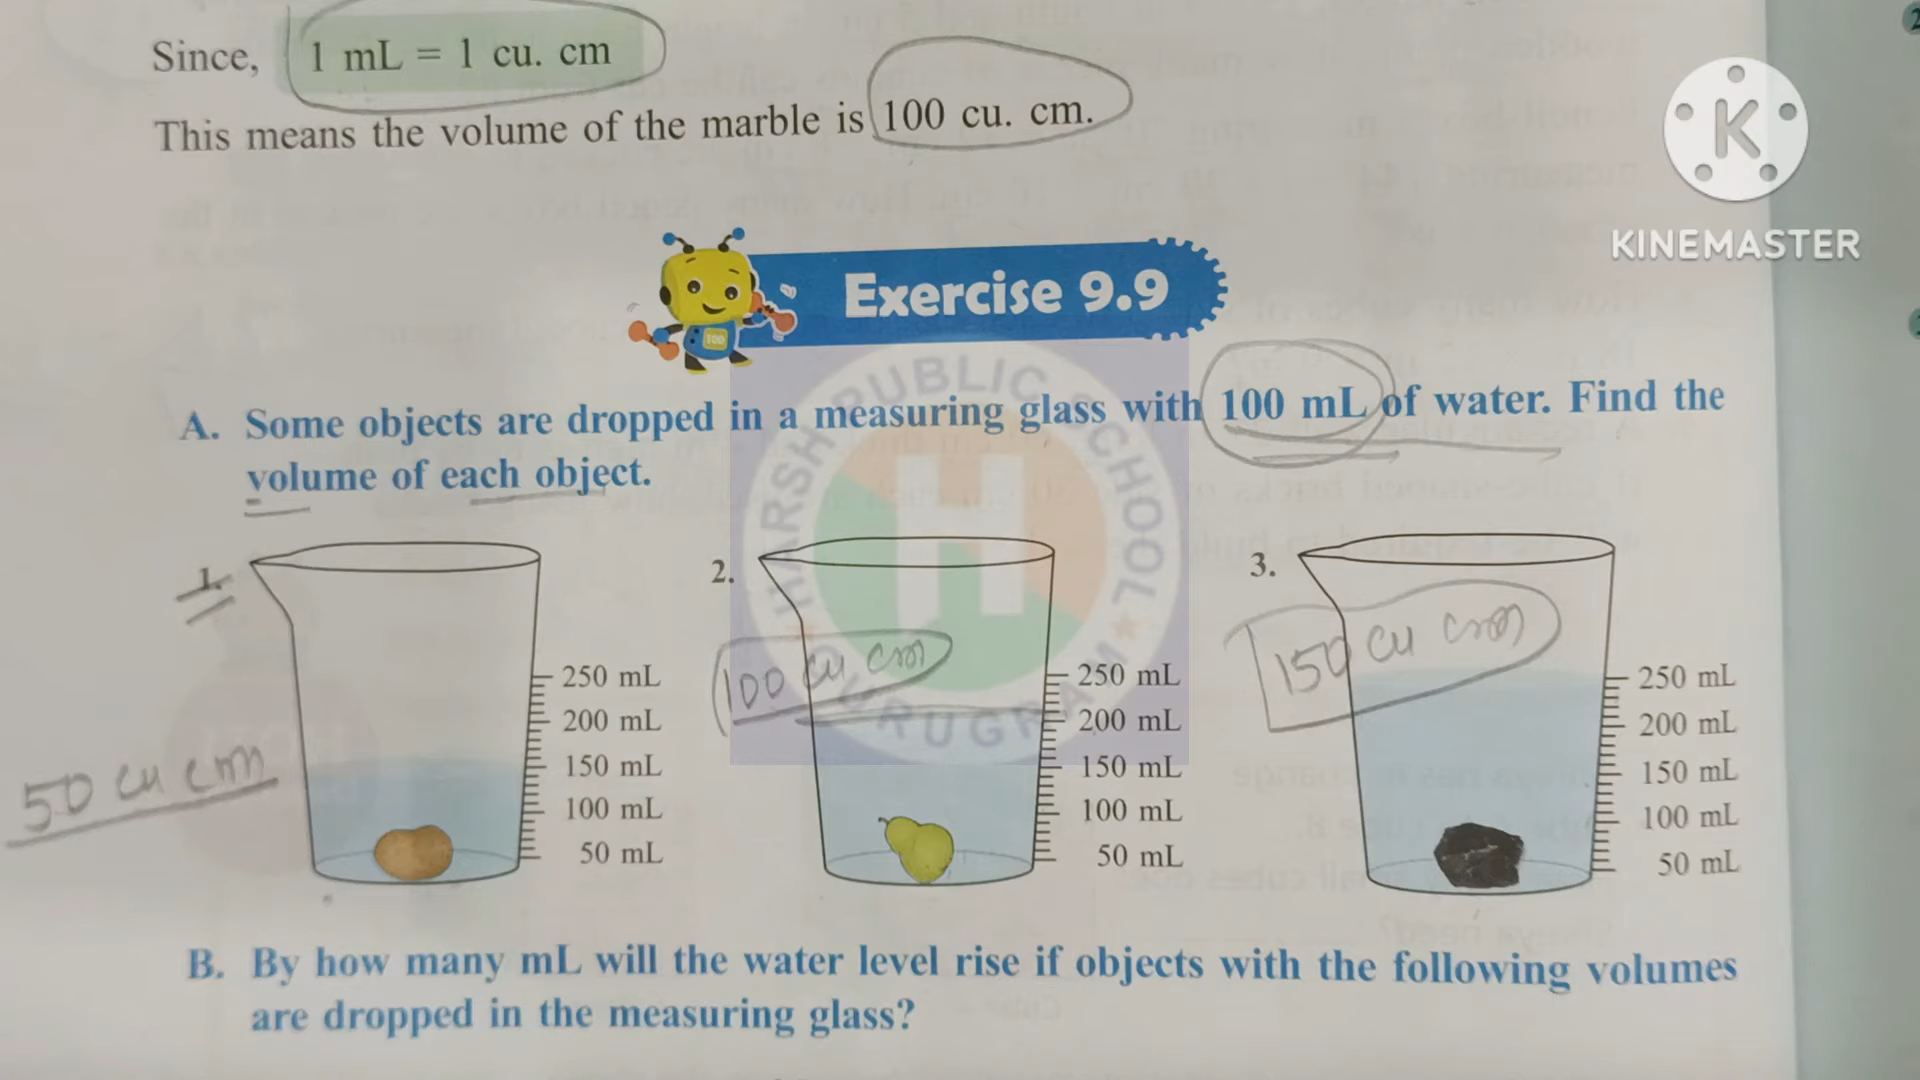 Since, 1 mL = 1 cu. cm
This means the volume of the marble is 100 cu. cm.
KINEMASTER
Exercise 9.9
100
A. Some objects are dropped in a measuring glass with 100 mL of water. Find the
volume of each object.
HARSH PUBLIC SCHOOL
GURUGRAM
H
1.
250 mL
200 mL
150 mL
100 mL
50 mL
50 cu cm
2.
100 cu cm
250 mL
200 mL
150 mL
100 mL
50 mL
3.
150 cu cm
250 mL
200 mL
150 mL
100 mL
50 mL
B. By how many mL will the water level rise if objects with the following volumes
are dropped in the measuring glass?